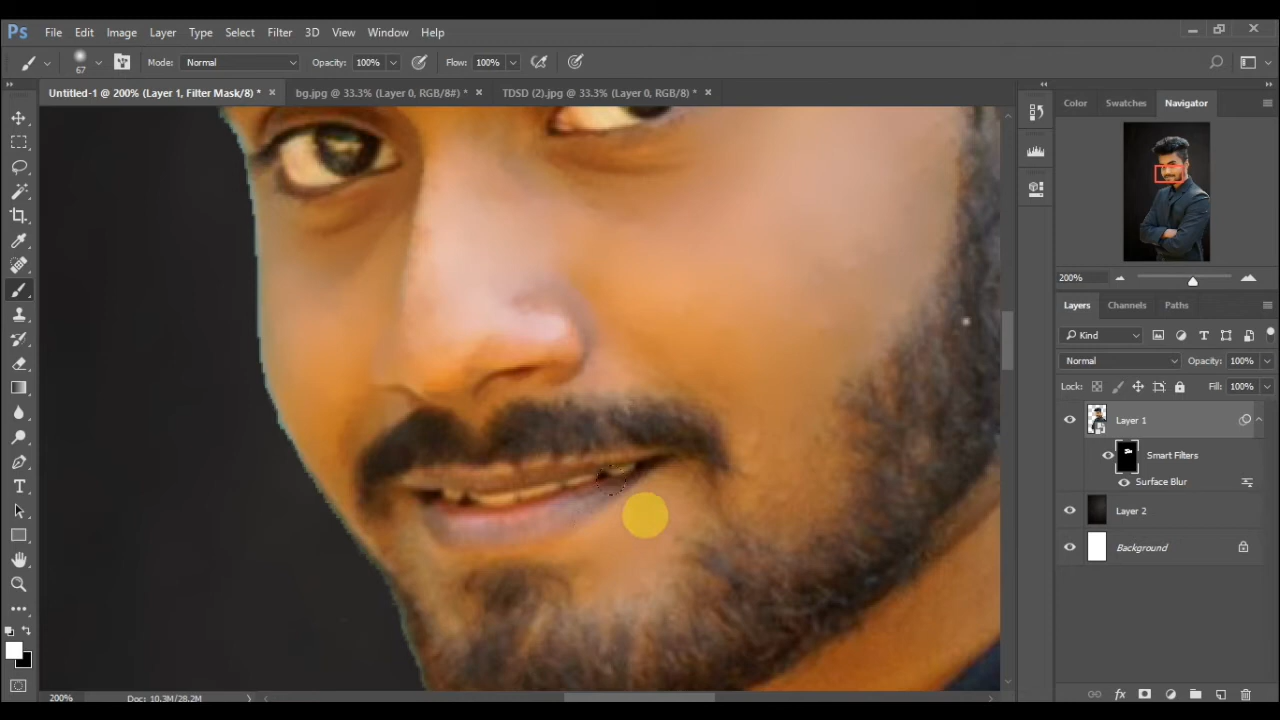 Ps File Edit Image Layer Type Select Filter 3D View Window Help
67 Mode: Normal Opacity: 100% Flow: 100%
Untitled-1 @ 200% (Layer 1, Filter Mask/8) * × bg.jpg @ 33.3% (Layer 0, RGB/8#) * × TDSD (2).jpg @ 33.3% (Layer 0, RGB/8) * ×
Color Swatches Navigator
200%
Layers Channels Paths
Kind
Normal Opacity: 100%
Lock: Fill: 100%
Layer 1
Smart Filters
Surface Blur
Layer 2
Background
200% Doc: 10.3M/28.2M
fx